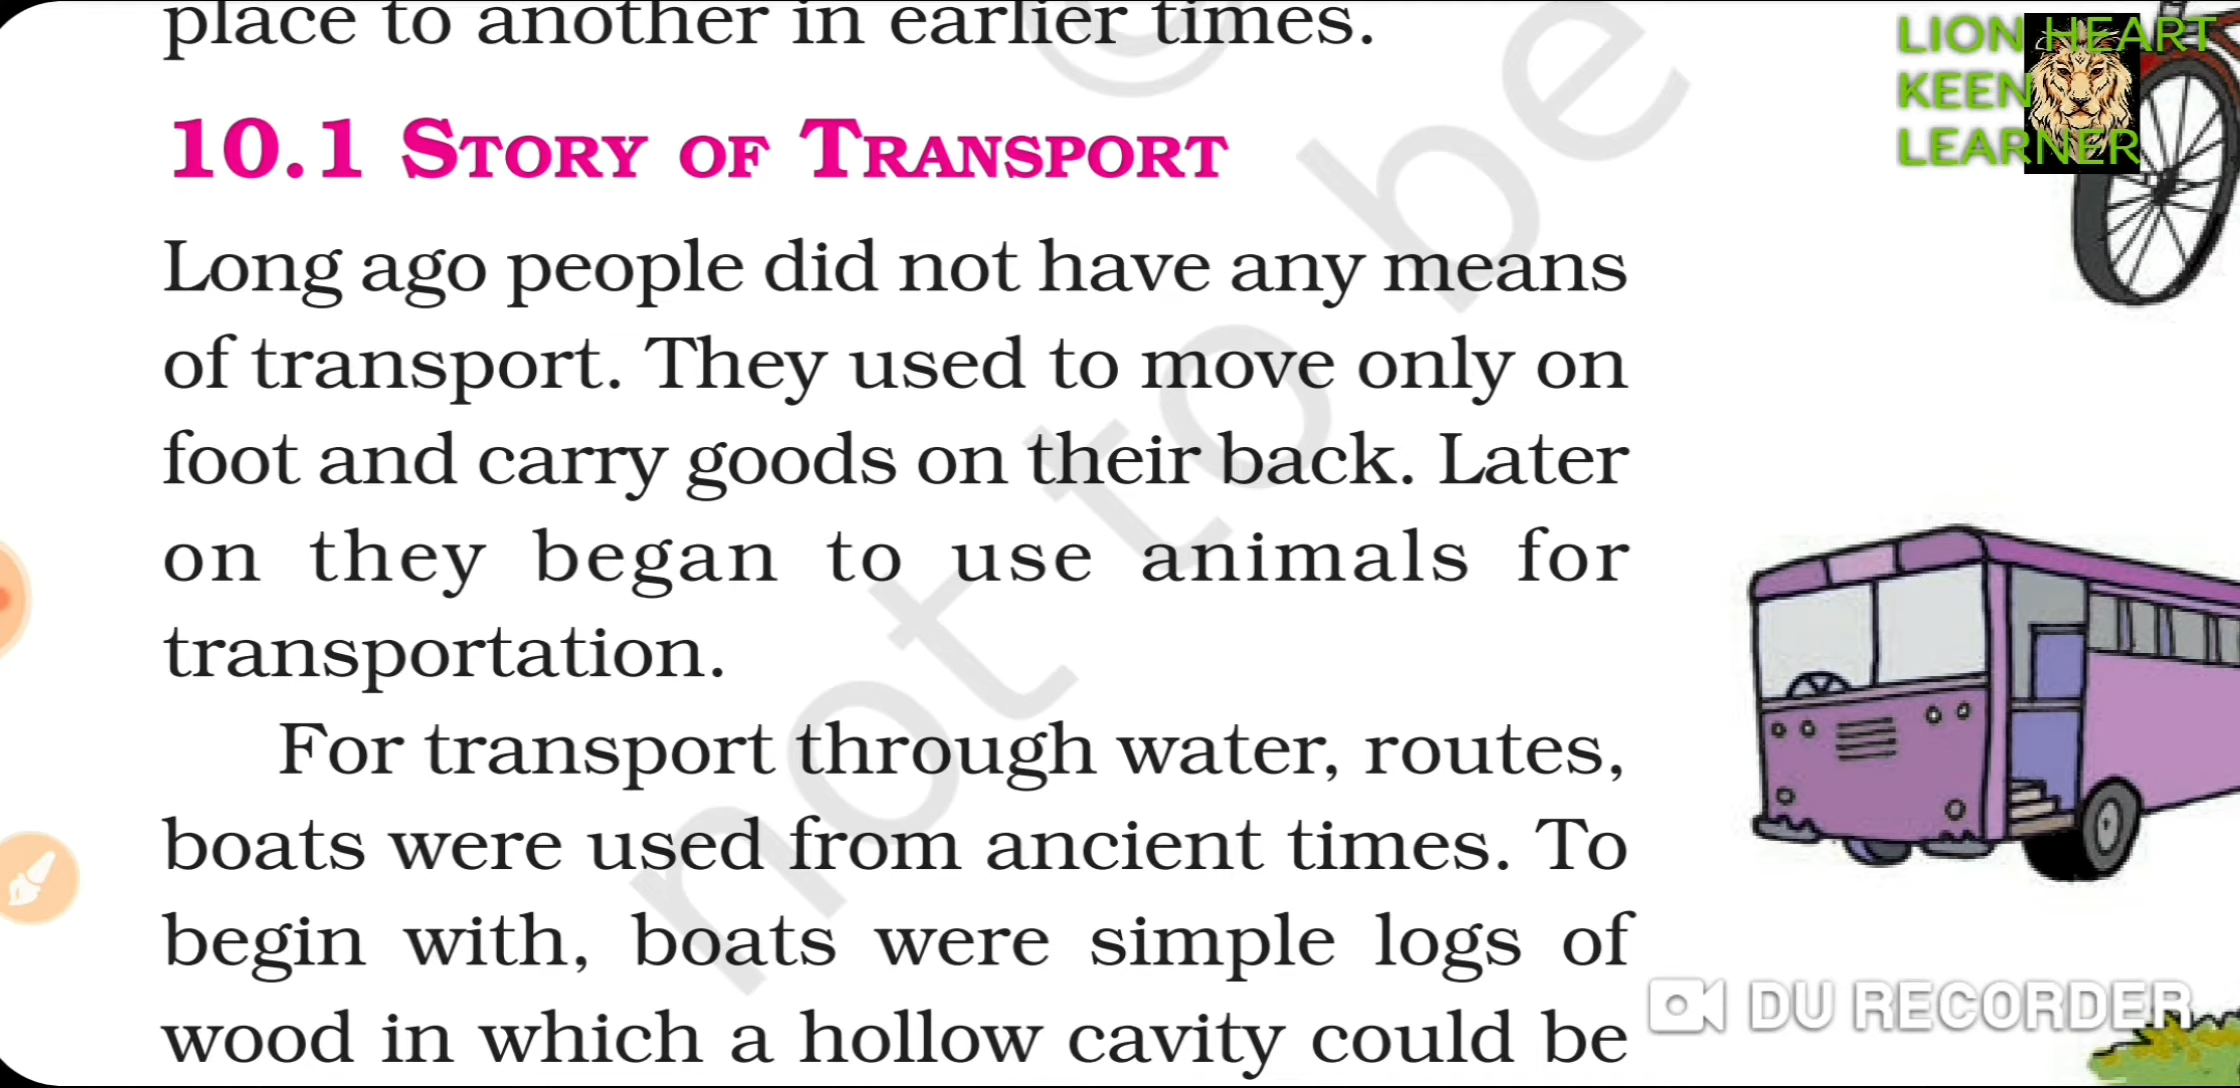 place to another in earlier times.
10.1 STORY OF TRANSPORT
Long ago people did not have any means
of transport. They used to move only on
foot and carry goods on their back. Later
on they began to use animals for
transportation.
For transport through water, routes,
boats were used from ancient times. To
begin with, boats were simple logs of
wood in which a hollow cavity could be
not to be
LION HEART
KEEN
LEARNER
DU RECORDER